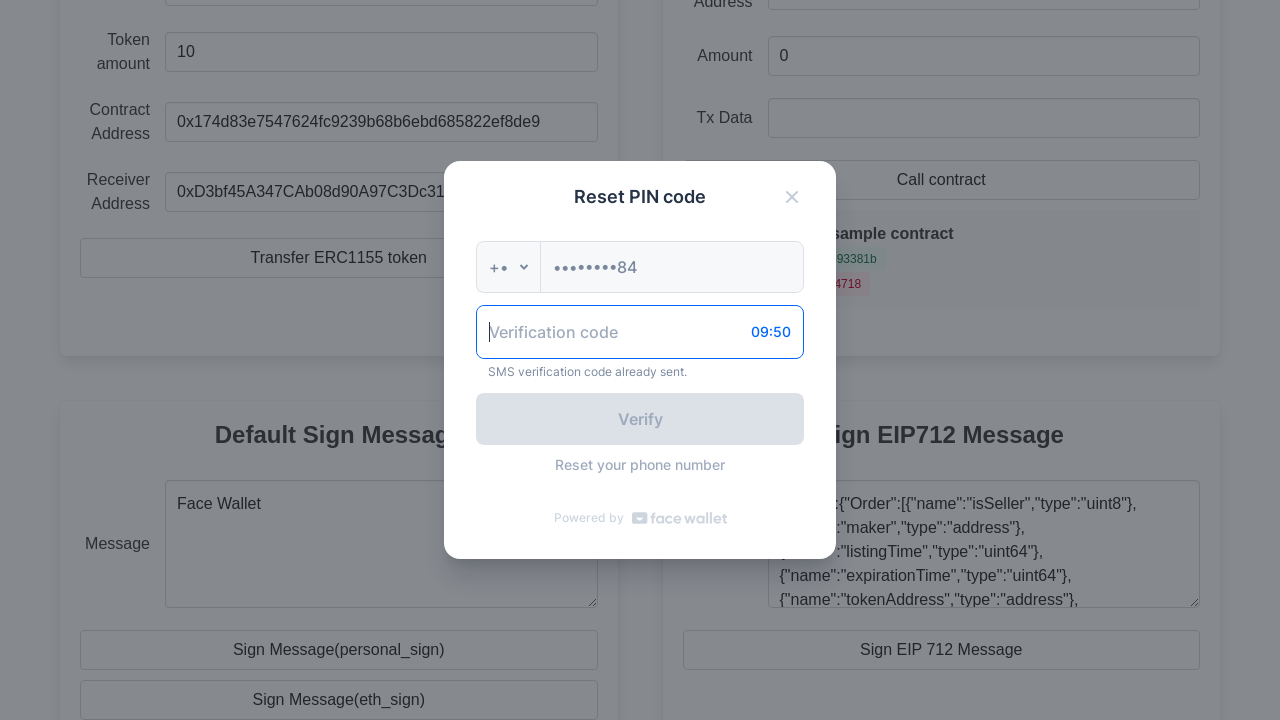 Address
Token
amount
10
Amount
0
Contract
Address
0x174d83e7547624fc9239b68b6ebd685822ef8de9
Tx Data
Receiver
Address
0xD3bf45A347CAb08d90A97C3Dc31
Call contract
Transfer ERC1155 token
sample contract
93381b
4718
Reset PIN code
+•
••••••••84
Verification code
09:50
SMS verification code already sent.
Verify
Reset your phone number
Powered by face wallet
Default Sign Messag
ign EIP712 Message
Message
Face Wallet
:{"Order":[{"name":"isSeller","type":"uint8"},
:"maker","type":"address"},
:"listingTime","type":"uint64"},
{"name":"expirationTime","type":"uint64"},
{"name":"tokenAddress","type":"address"},
Sign Message(personal_sign)
Sign EIP 712 Message
Sign Message(eth_sign)